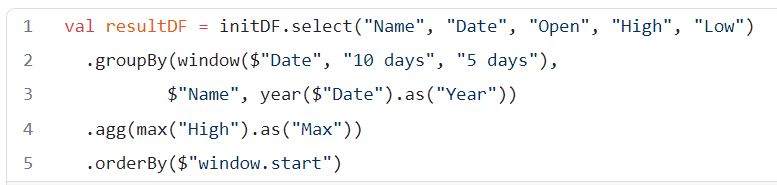 1 val resultDF = initDF.select("Name", "Date", "Open", "High", "Low")
2   .groupBy(window($"Date", "10 days", "5 days"),
3          $"Name", year($"Date").as("Year"))
4   .agg(max("High").as("Max"))
5   .orderBy($"window.start")